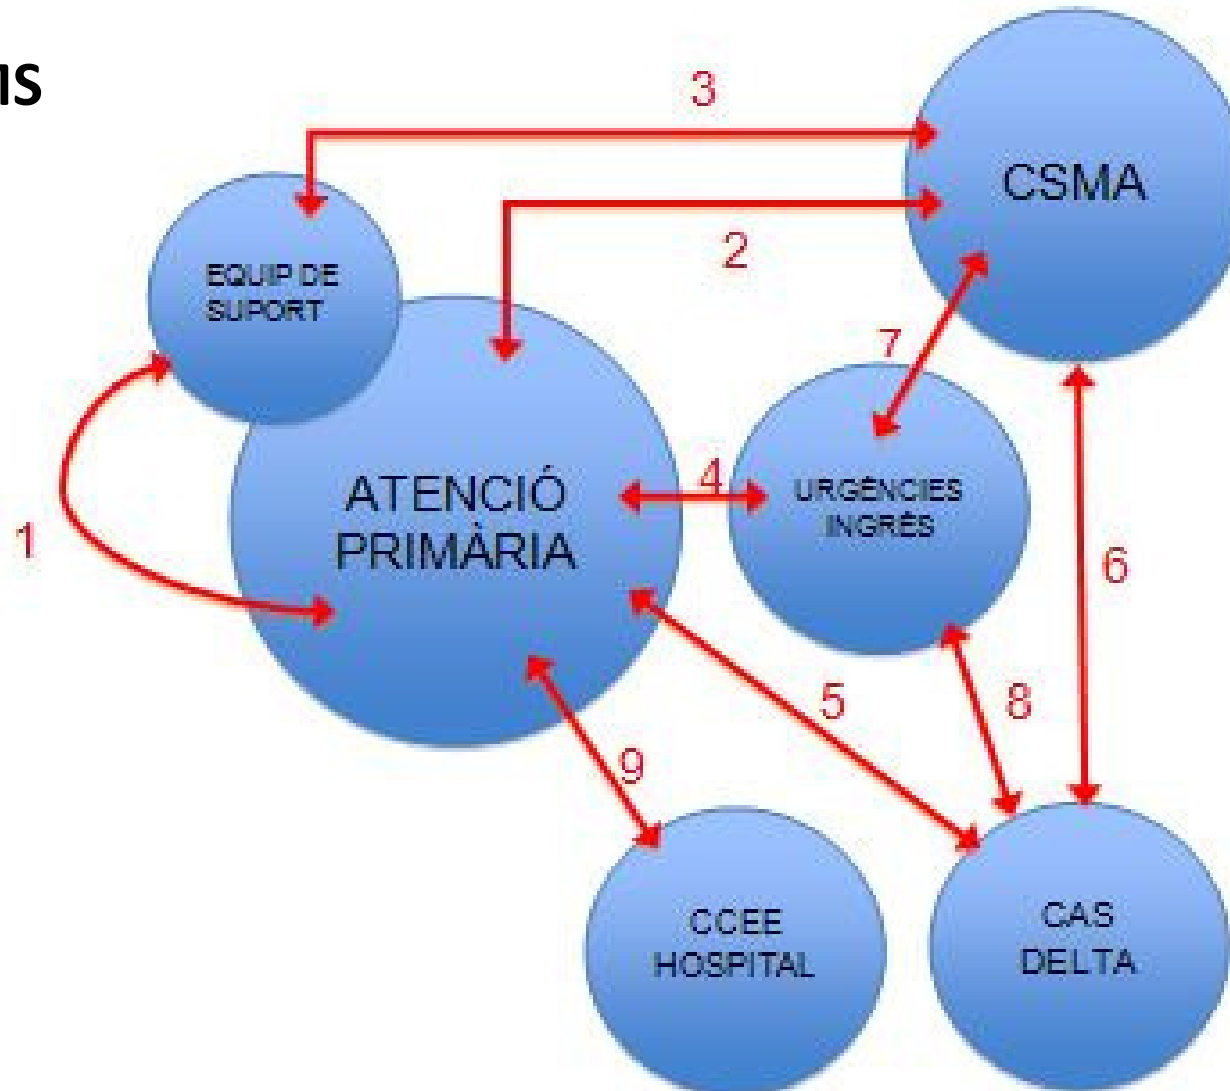 3
CSMA
2
EQUIP DE
SUPORT
7
ATENCIÓ
PRIMÀRIA
4
URGÈNCIES
INGRÉS
1
6
5
8
9
CCEE
HOSPITAL
CAS
DELTA